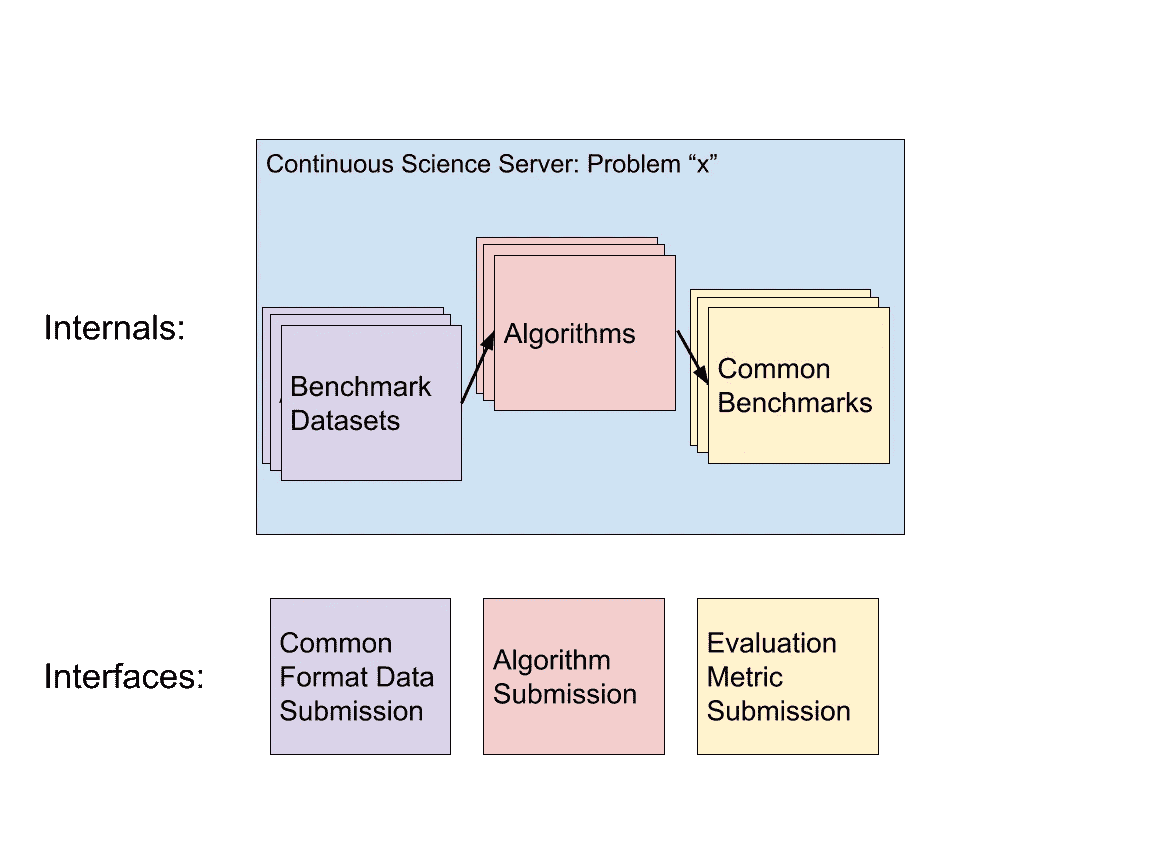 Continuous Science Server: Problem “x”
Internals:
Benchmark
Datasets
Algorithms
Common
Benchmarks
Interfaces:
Common
Format Data
Submission
Algorithm
Submission
Evaluation
Metric
Submission